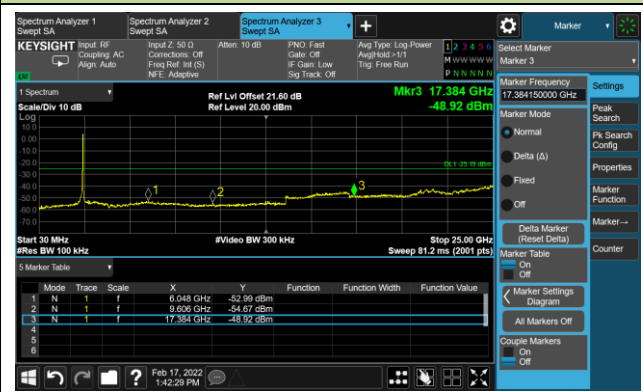 Spectrum Analyzer 1
Swept SA
Spectrum Analyzer 2
Swept SA
Spectrum Analyzer 3
Swept SA
Marker
KEYSIGHT
Input: RF
Coupling: AC
Align: Auto
Input Z: 50 Ω
Corrections: Off
Freq Ref: Int (S)
NFE: Adaptive
Atten: 10 dB
PNO: Fast
Gate: Off
IF Gain: Low
Sig Track: Off
Avg Type: Log-Power
Avg|Hold:>1/1
Trig: Free Run
1 2 3 4 5 6
M W W W W W
P N N N N N
LVI
Select Marker
Marker 3
1 Spectrum
Scale/Div 10 dB
Ref Lvl Offset 21.60 dB
Ref Level 20.00 dBm
Mkr3 17.384 GHz
-48.92 dBm
Log
10.0
0.00
-10.0
-20.0
-30.0
-40.0
-50.0
-60.0
-70.0
DL1 -25.19 dBm
1
2
3
Start 30 MHz
#Res BW 100 kHz
#Video BW 300 kHz
Stop 25.00 GHz
Sweep 81.2 ms (2001 pts)
5 Marker Table
Mode Trace Scale X Y Function Function Width Function Value
1 N 1 f 6.048 GHz -52.99 dBm
2 N 1 f 9.606 GHz -54.67 dBm
3 N 1 f 17.384 GHz -48.92 dBm
4
5
6
Marker Frequency
17.384150000 GHz
Marker Mode
Normal
Delta (Δ)
Fixed
Off
Delta Marker
(Reset Delta)
Marker Table
On
Off
Marker Settings
Diagram
All Markers Off
Couple Markers
On
Off
Settings
Peak
Search
Pk Search
Config
Properties
Marker
Function
Marker→
Counter
Feb 17, 2022
1:42:29 PM